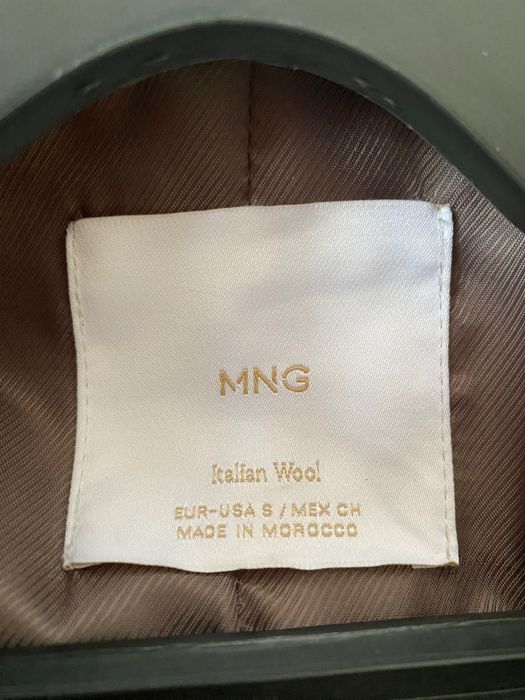 MNG
Italian Wool
EUR-USA S / MEX CH
MADE IN MOROCCO